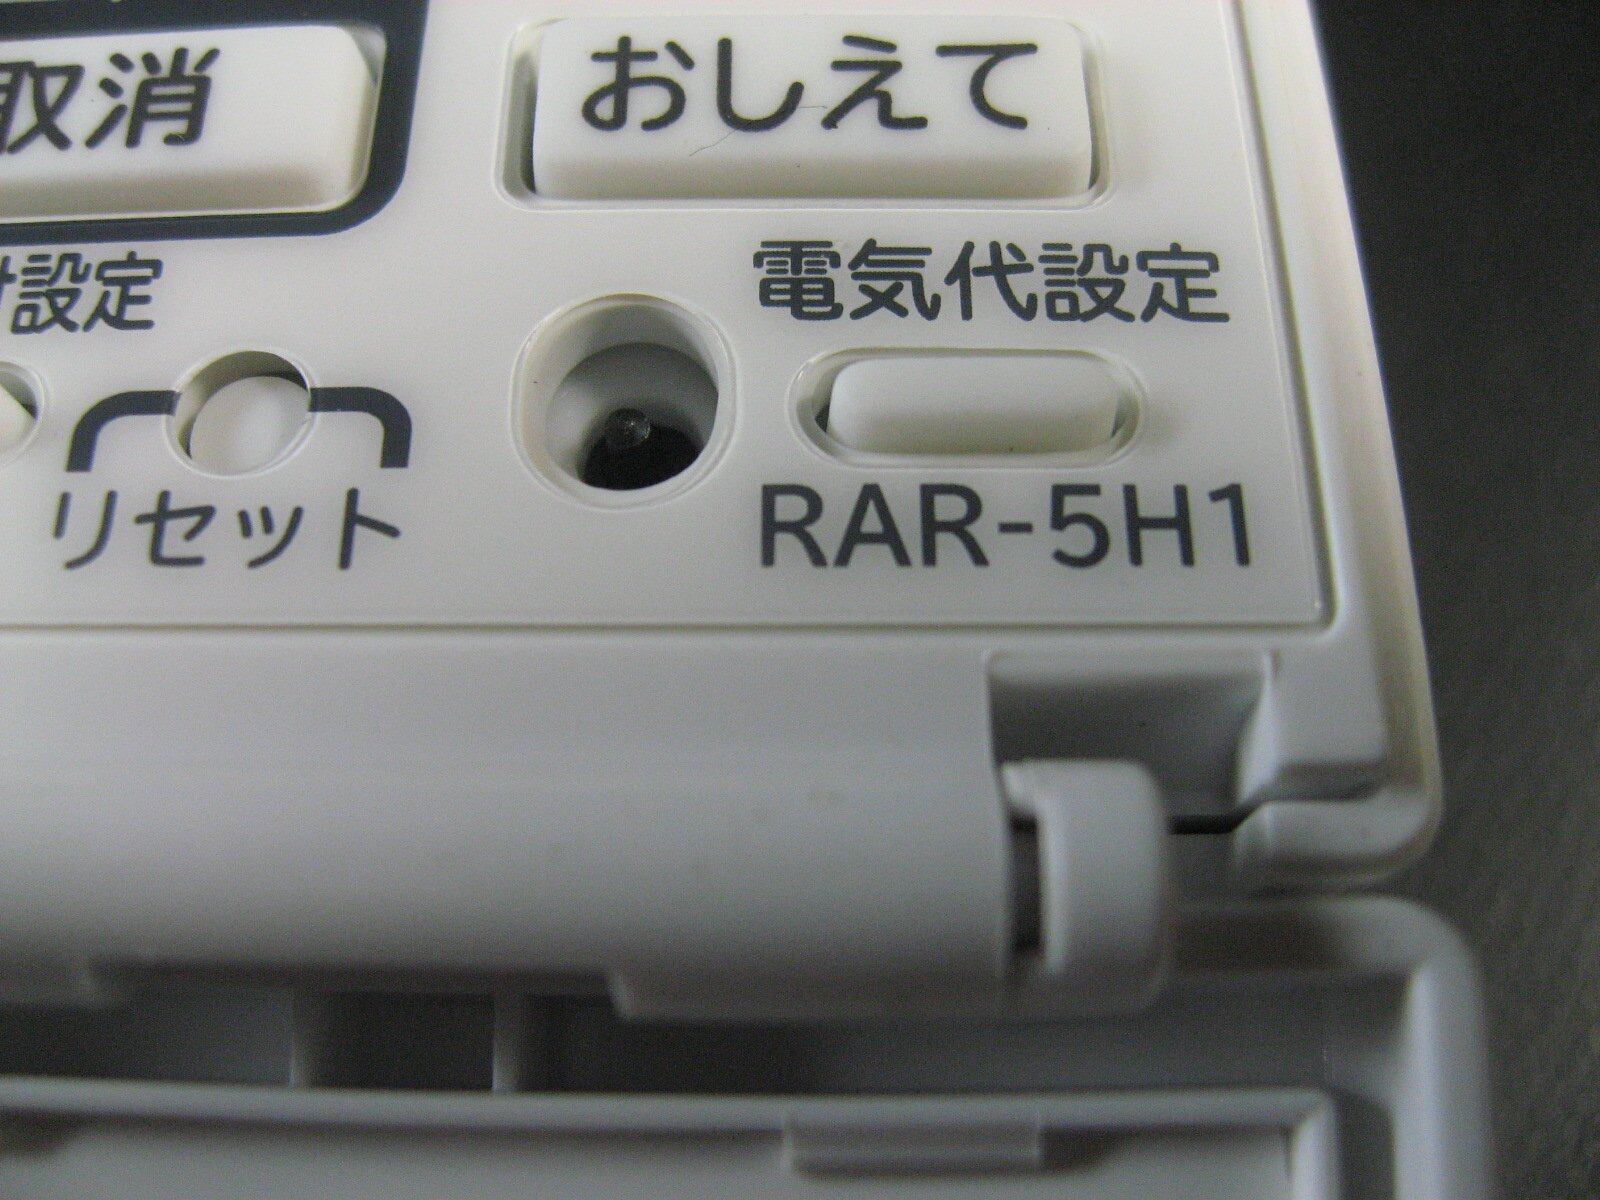 取消
おしえて
設定
電気代設定
リセット
RAR-5H1